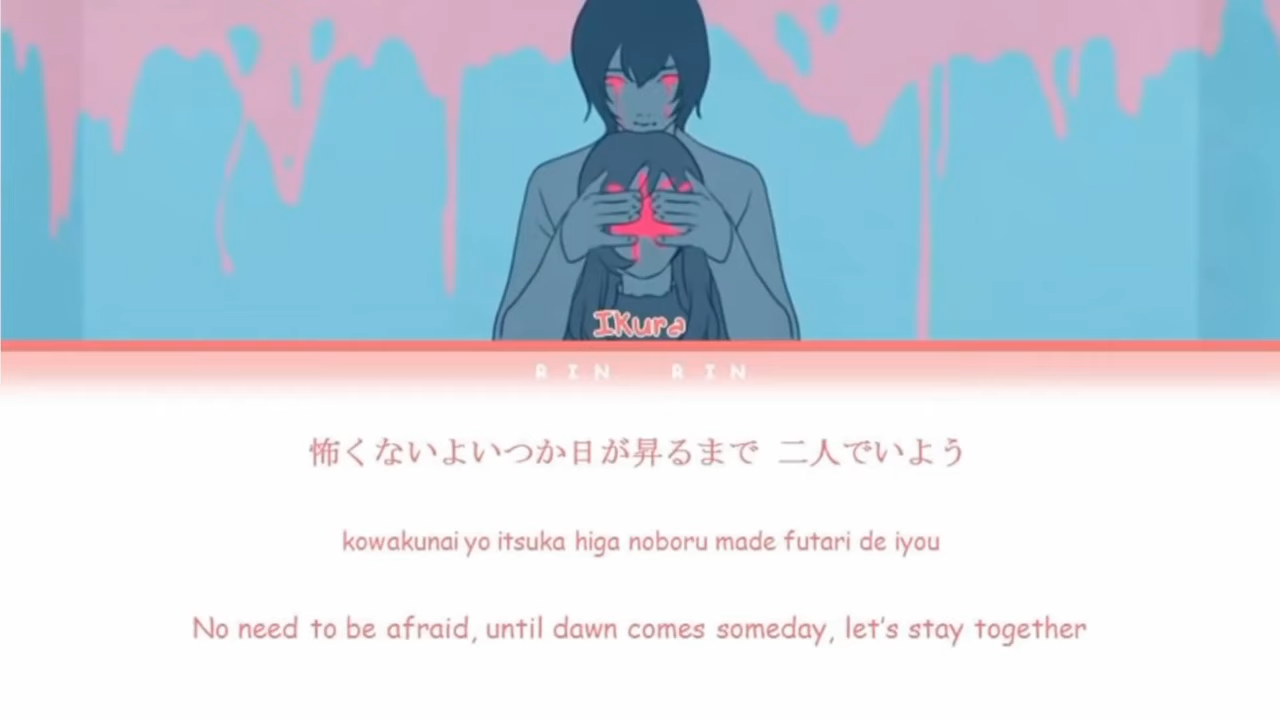 IKura
RIN RIN
怖くないよいつか日が昇るまで 二人でいよう
kowakunai yo itsuka higa noboru made futari de iyou
No need to be afraid, until dawn comes someday, let's stay together